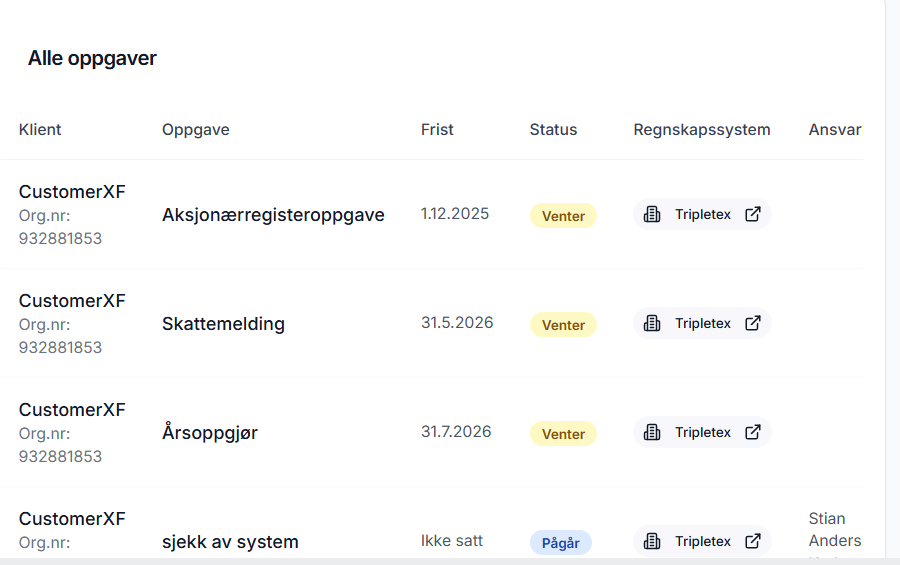 Alle oppgaver
Klient Oppgave Frist Status Regnskapssystem Ansvar
CustomerXF
Org.nr:
932881853
Aksjonærregisteroppgave 1.12.2025 Venter Tripletex
CustomerXF
Org.nr:
932881853
Skattemelding 31.5.2026 Venter Tripletex
CustomerXF
Org.nr:
932881853
Årsoppgjør 31.7.2026 Venter Tripletex
CustomerXF
Org.nr:
sjekk av system Ikke satt Pågår Tripletex
Stian
Anders